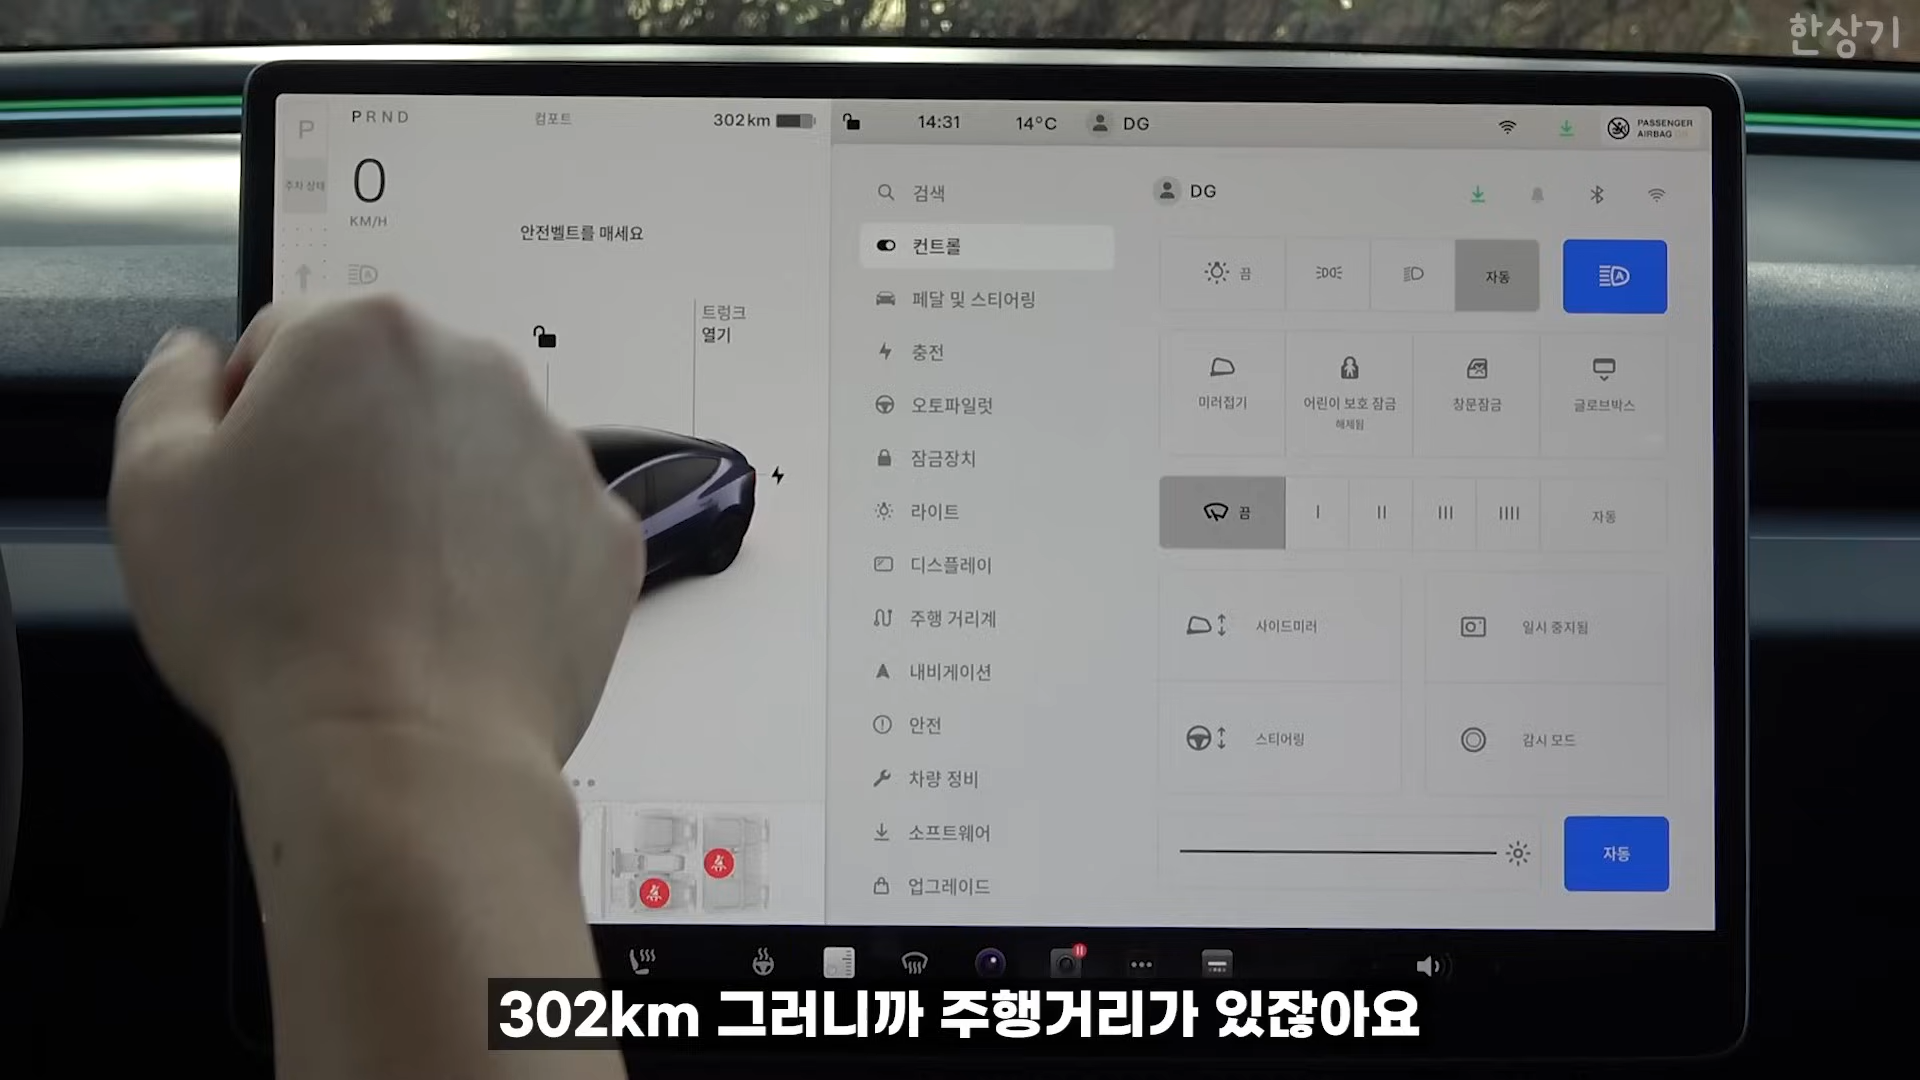 한상기
P R N D
컴포트
302 km
14:31
14°C
DG
PASSENGER
AIRBAG
P
주차 상태
0
KM/H
안전벨트를 매세요
트렁크
열기
검색
컨트롤
페달 및 스티어링
충전
오토파일럿
잠금장치
라이트
디스플레이
주행 거리계
내비게이션
안전
차량 정비
소프트웨어
업그레이드
DG
끔
자동
A
미러접기
어린이 보호 잠금
해제됨
창문잠금
글로브박스
끔
I
II
III
IIII
자동
사이드미러
일시 중지됨
스티어링
감시 모드
자동
302km 그러니까 주행거리가 있잖아요